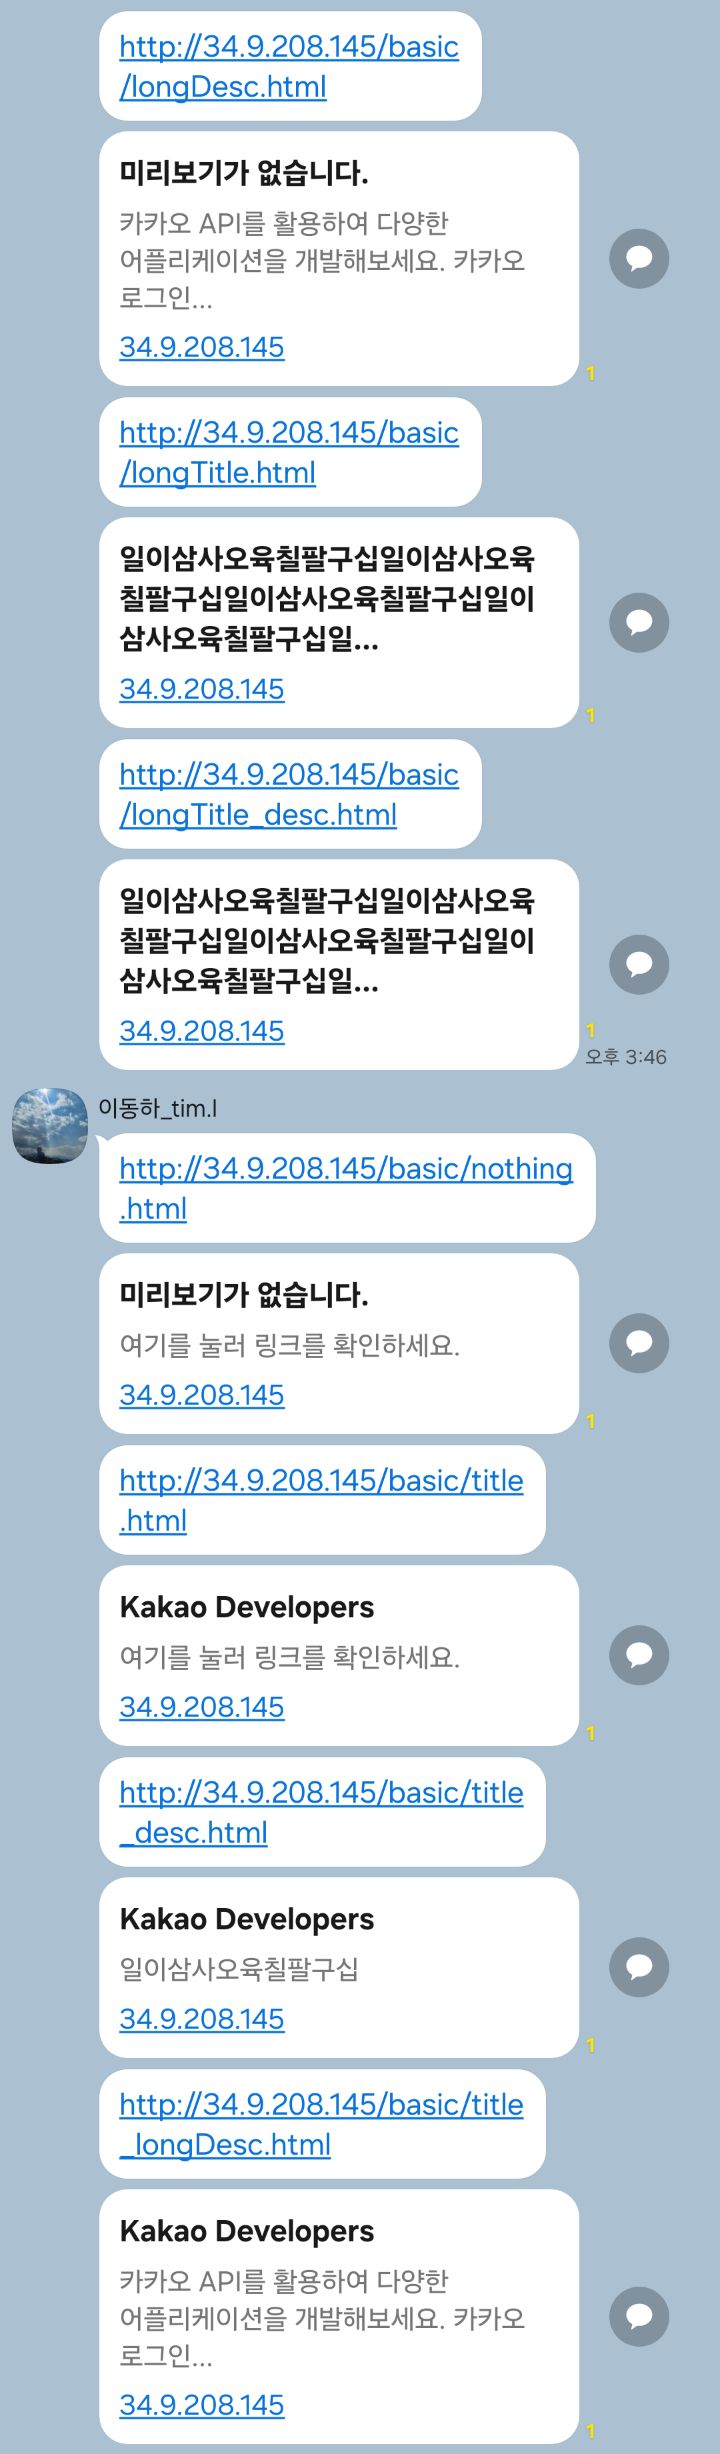 http://34.9.208.145/basic
/longDesc.html
미리보기가 없습니다.
카카오 API를 활용하여 다양한
어플리케이션을 개발해보세요. 카카오
로그인...
34.9.208.145
1
http://34.9.208.145/basic
/longTitle.html
일이삼사오육칠팔구십일이삼사오육
칠팔구십일이삼사오육칠팔구십일이
삼사오육칠팔구십일...
34.9.208.145
1
http://34.9.208.145/basic
/longTitle_desc.html
일이삼사오육칠팔구십일이삼사오육
칠팔구십일이삼사오육칠팔구십일이
삼사오육칠팔구십일...
34.9.208.145
1
오후 3:46
이동하_tim.l
http://34.9.208.145/basic/nothing
.html
미리보기가 없습니다.
여기를 눌러 링크를 확인하세요.
34.9.208.145
1
http://34.9.208.145/basic/title
.html
Kakao Developers
여기를 눌러 링크를 확인하세요.
34.9.208.145
1
http://34.9.208.145/basic/title
_desc.html
Kakao Developers
일이삼사오육칠팔구십
34.9.208.145
1
http://34.9.208.145/basic/title
_longDesc.html
Kakao Developers
카카오 API를 활용하여 다양한
어플리케이션을 개발해보세요. 카카오
로그인...
34.9.208.145
1